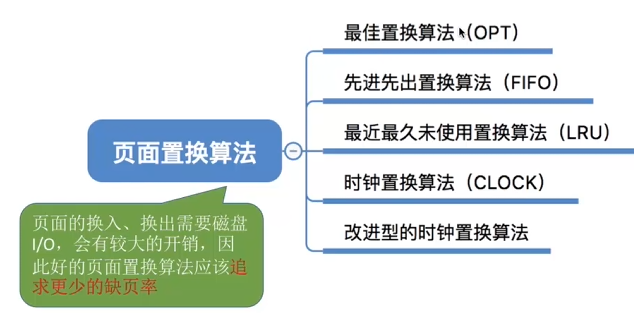 最佳置换算法（OPT）
先进先出置换算法（FIFO）
最近最久未使用置换算法（LRU）
页面置换算法
时钟置换算法（CLOCK）
改进型的时钟置换算法
页面的换入、换出需要磁盘
I/O，会有较大的开销，因
此好的页面置换算法应该追
求更少的缺页率